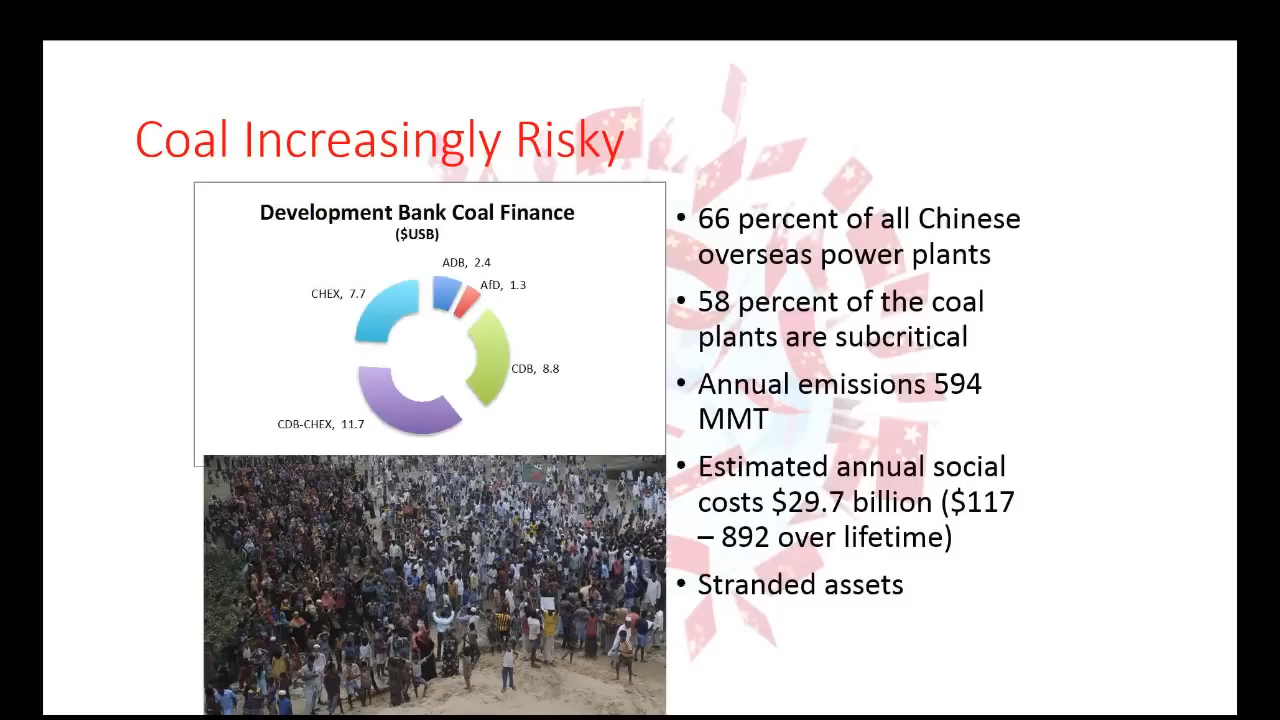 Coal Increasingly Risky
Development Bank Coal Finance
($USB)
ADB, 2.4
AfD, 1.3
CHEX, 7.7
CDB, 8.8
CDB-CHEX, 11.7
• 66 percent of all Chinese
overseas power plants
• 58 percent of the coal
plants are subcritical
• Annual emissions 594
MMT
• Estimated annual social
costs $29.7 billion ($117
– 892 over lifetime)
• Stranded assets